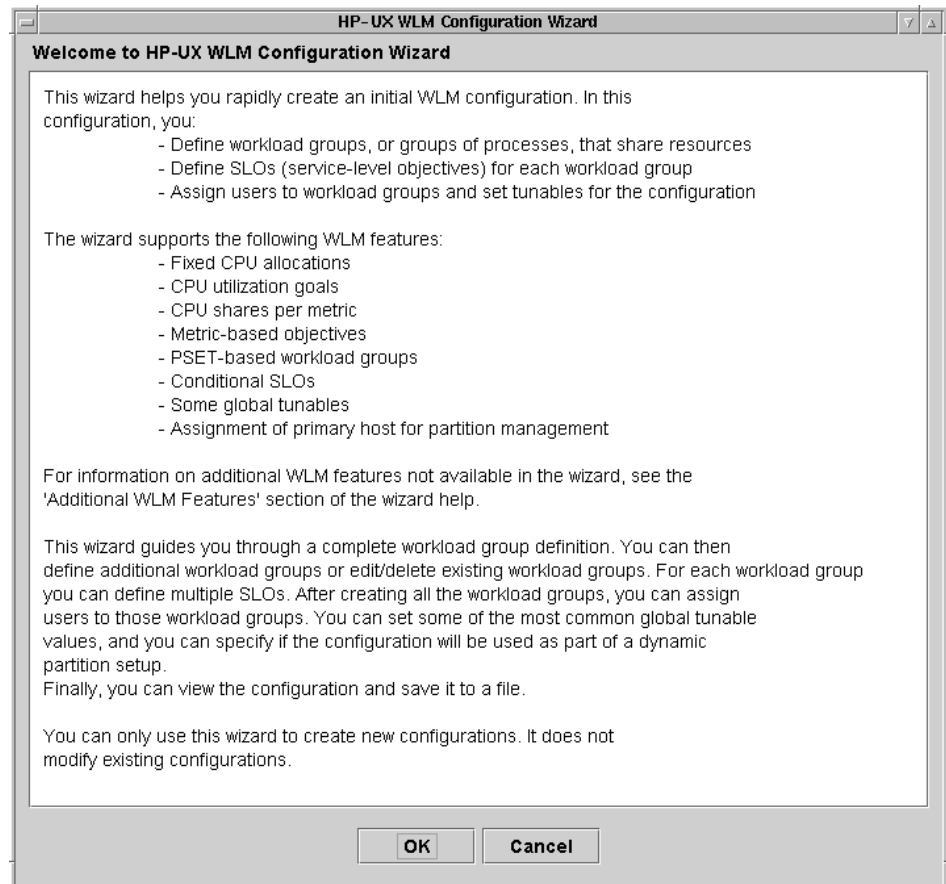 HP-UX WLM Configuration Wizard
Welcome to HP-UX WLM Configuration Wizard
This wizard helps you rapidly create an initial WLM configuration. In this
configuration, you:
- Define workload groups, or groups of processes, that share resources
- Define SLOs (service-level objectives) for each workload group
- Assign users to workload groups and set tunables for the configuration
The wizard supports the following WLM features:
- Fixed CPU allocations
- CPU utilization goals
- CPU shares per metric
- Metric-based objectives
- PSET-based workload groups
- Conditional SLOs
- Some global tunables
- Assignment of primary host for partition management
For information on additional WLM features not available in the wizard, see the
'Additional WLM Features' section of the wizard help.
This wizard guides you through a complete workload group definition. You can then
define additional workload groups or edit/delete existing workload groups. For each workload group
you can define multiple SLOs. After creating all the workload groups, you can assign
users to those workload groups. You can set some of the most common global tunable
values, and you can specify if the configuration will be used as part of a dynamic
partition setup.
Finally, you can view the configuration and save it to a file.
You can only use this wizard to create new configurations. It does not
modify existing configurations.
OK Cancel